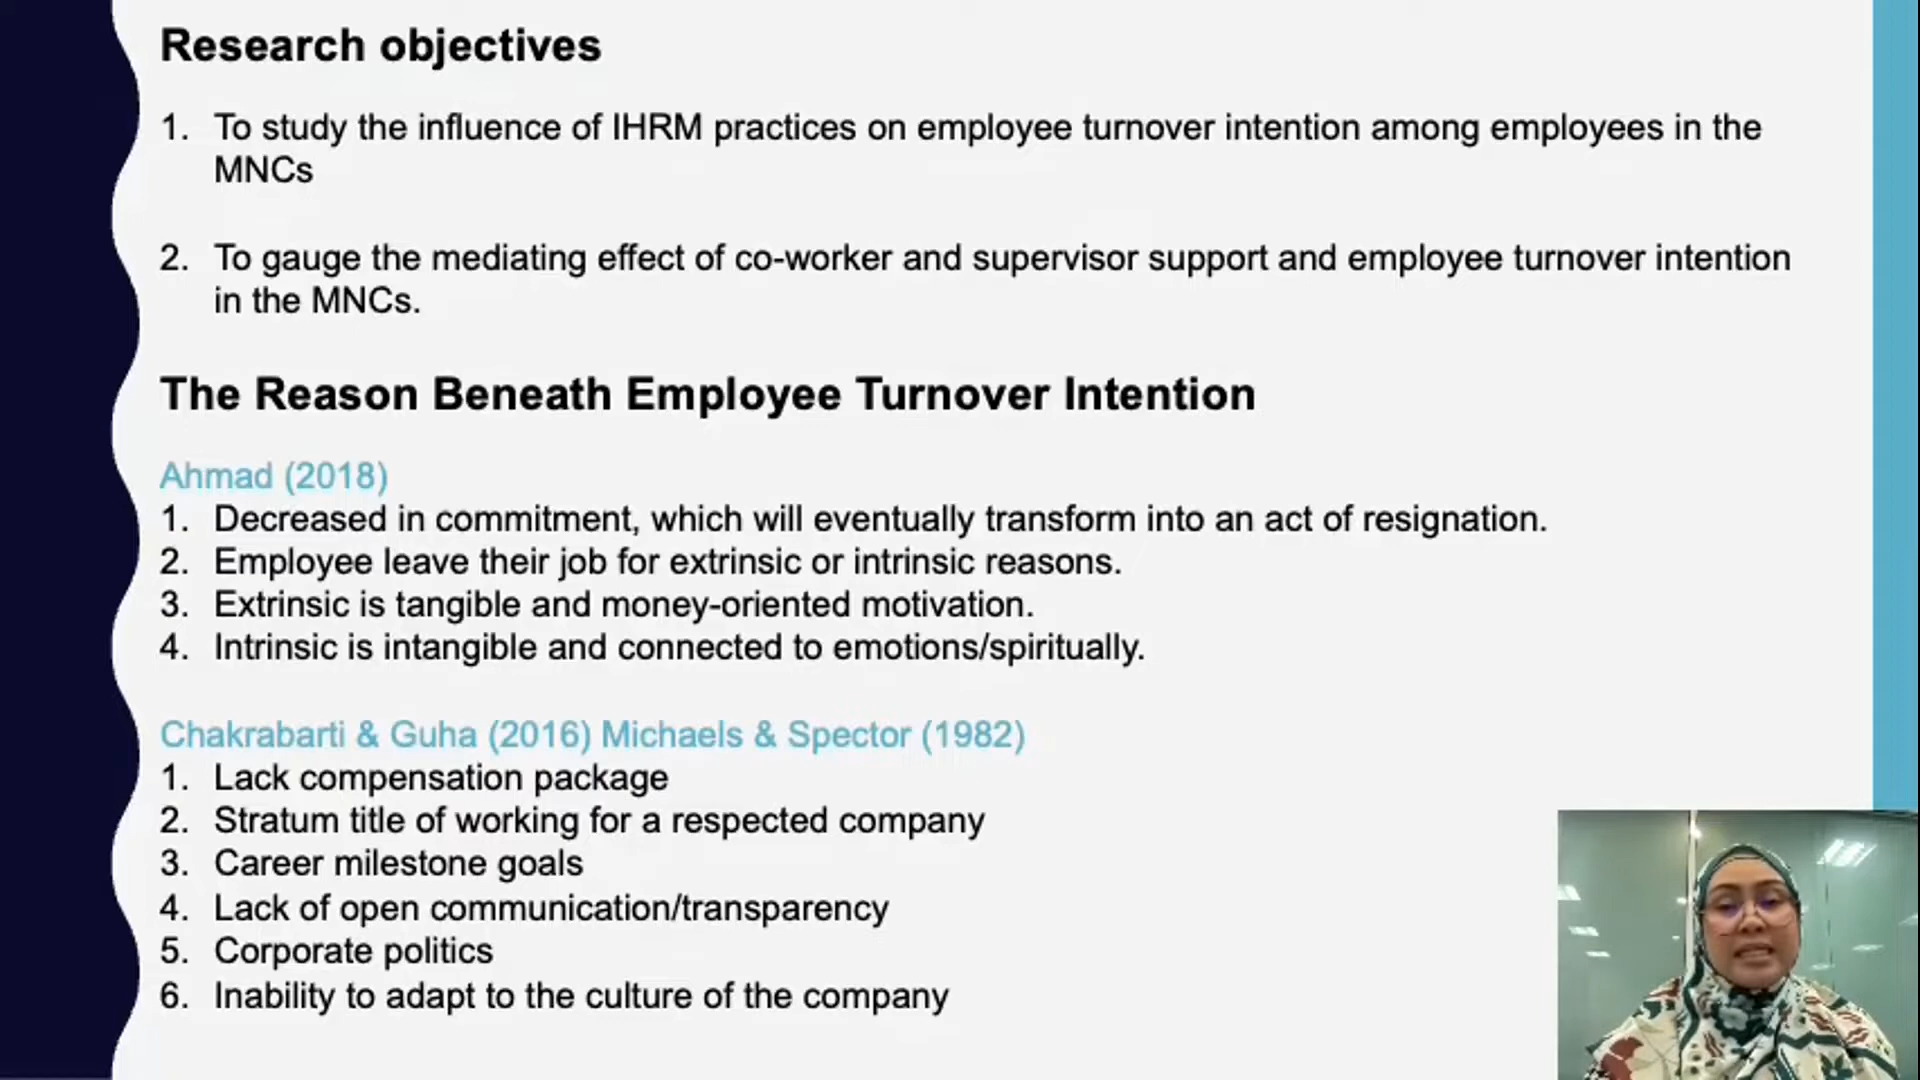 Research objectives
1. To study the influence of IHRM practices on employee turnover intention among employees in the
MNCs
2. To gauge the mediating effect of co-worker and supervisor support and employee turnover intention
in the MNCs.
The Reason Beneath Employee Turnover Intention
Ahmad (2018)
1. Decreased in commitment, which will eventually transform into an act of resignation.
2. Employee leave their job for extrinsic or intrinsic reasons.
3. Extrinsic is tangible and money-oriented motivation.
4. Intrinsic is intangible and connected to emotions/spiritually.
Chakrabarti & Guha (2016) Michaels & Spector (1982)
1. Lack compensation package
2. Stratum title of working for a respected company
3. Career milestone goals
4. Lack of open communication/transparency
5. Corporate politics
6. Inability to adapt to the culture of the company